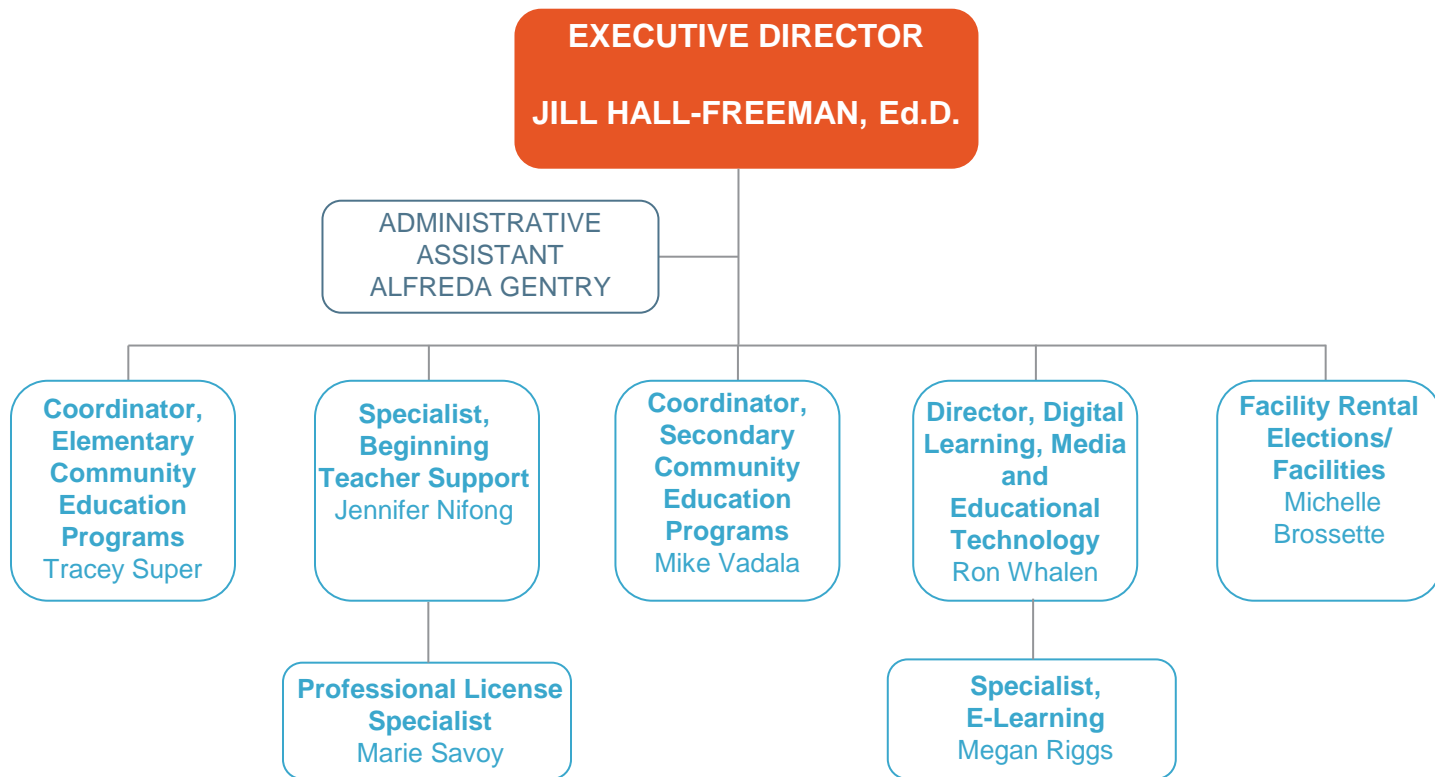 EXECUTIVE DIRECTOR
JILL HALL-FREEMAN, Ed.D.
ADMINISTRATIVE
ASSISTANT
ALFREDA GENTRY
Coordinator,
Elementary
Community
Education
Programs
Tracey Super
Specialist,
Beginning
Teacher Support
Jennifer Nifong
Coordinator,
Secondary
Community
Education
Programs
Mike Vadala
Director, Digital
Learning, Media
and
Educational
Technology
Ron Whalen
Facility Rental
Elections/
Facilities
Michelle
Brossette
Professional License
Specialist
Marie Savoy
Specialist,
E-Learning
Megan Riggs